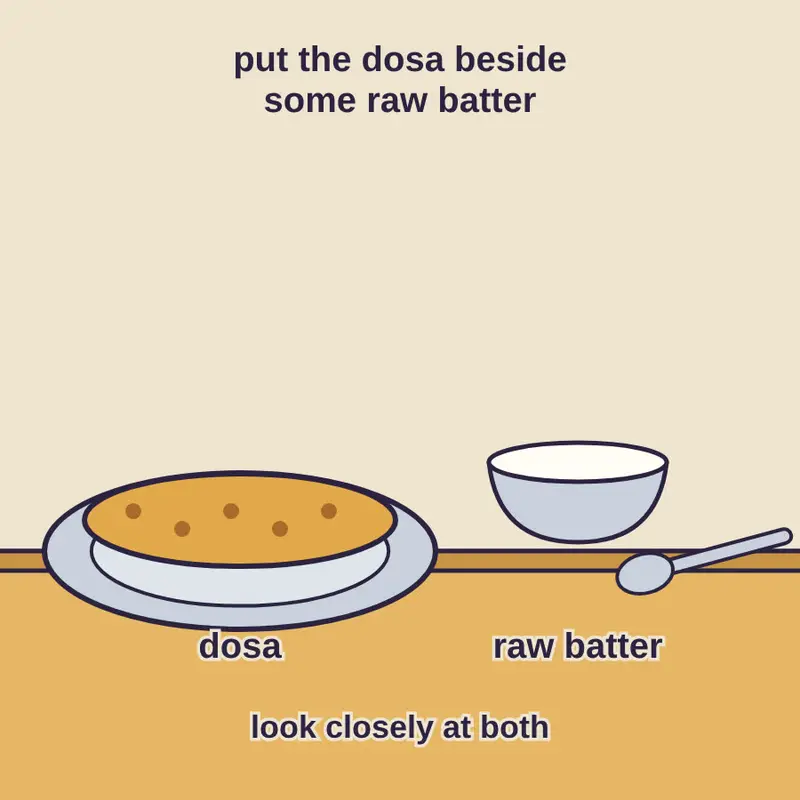 put the dosa beside
some raw batter
dosa
raw batter
look closely at both